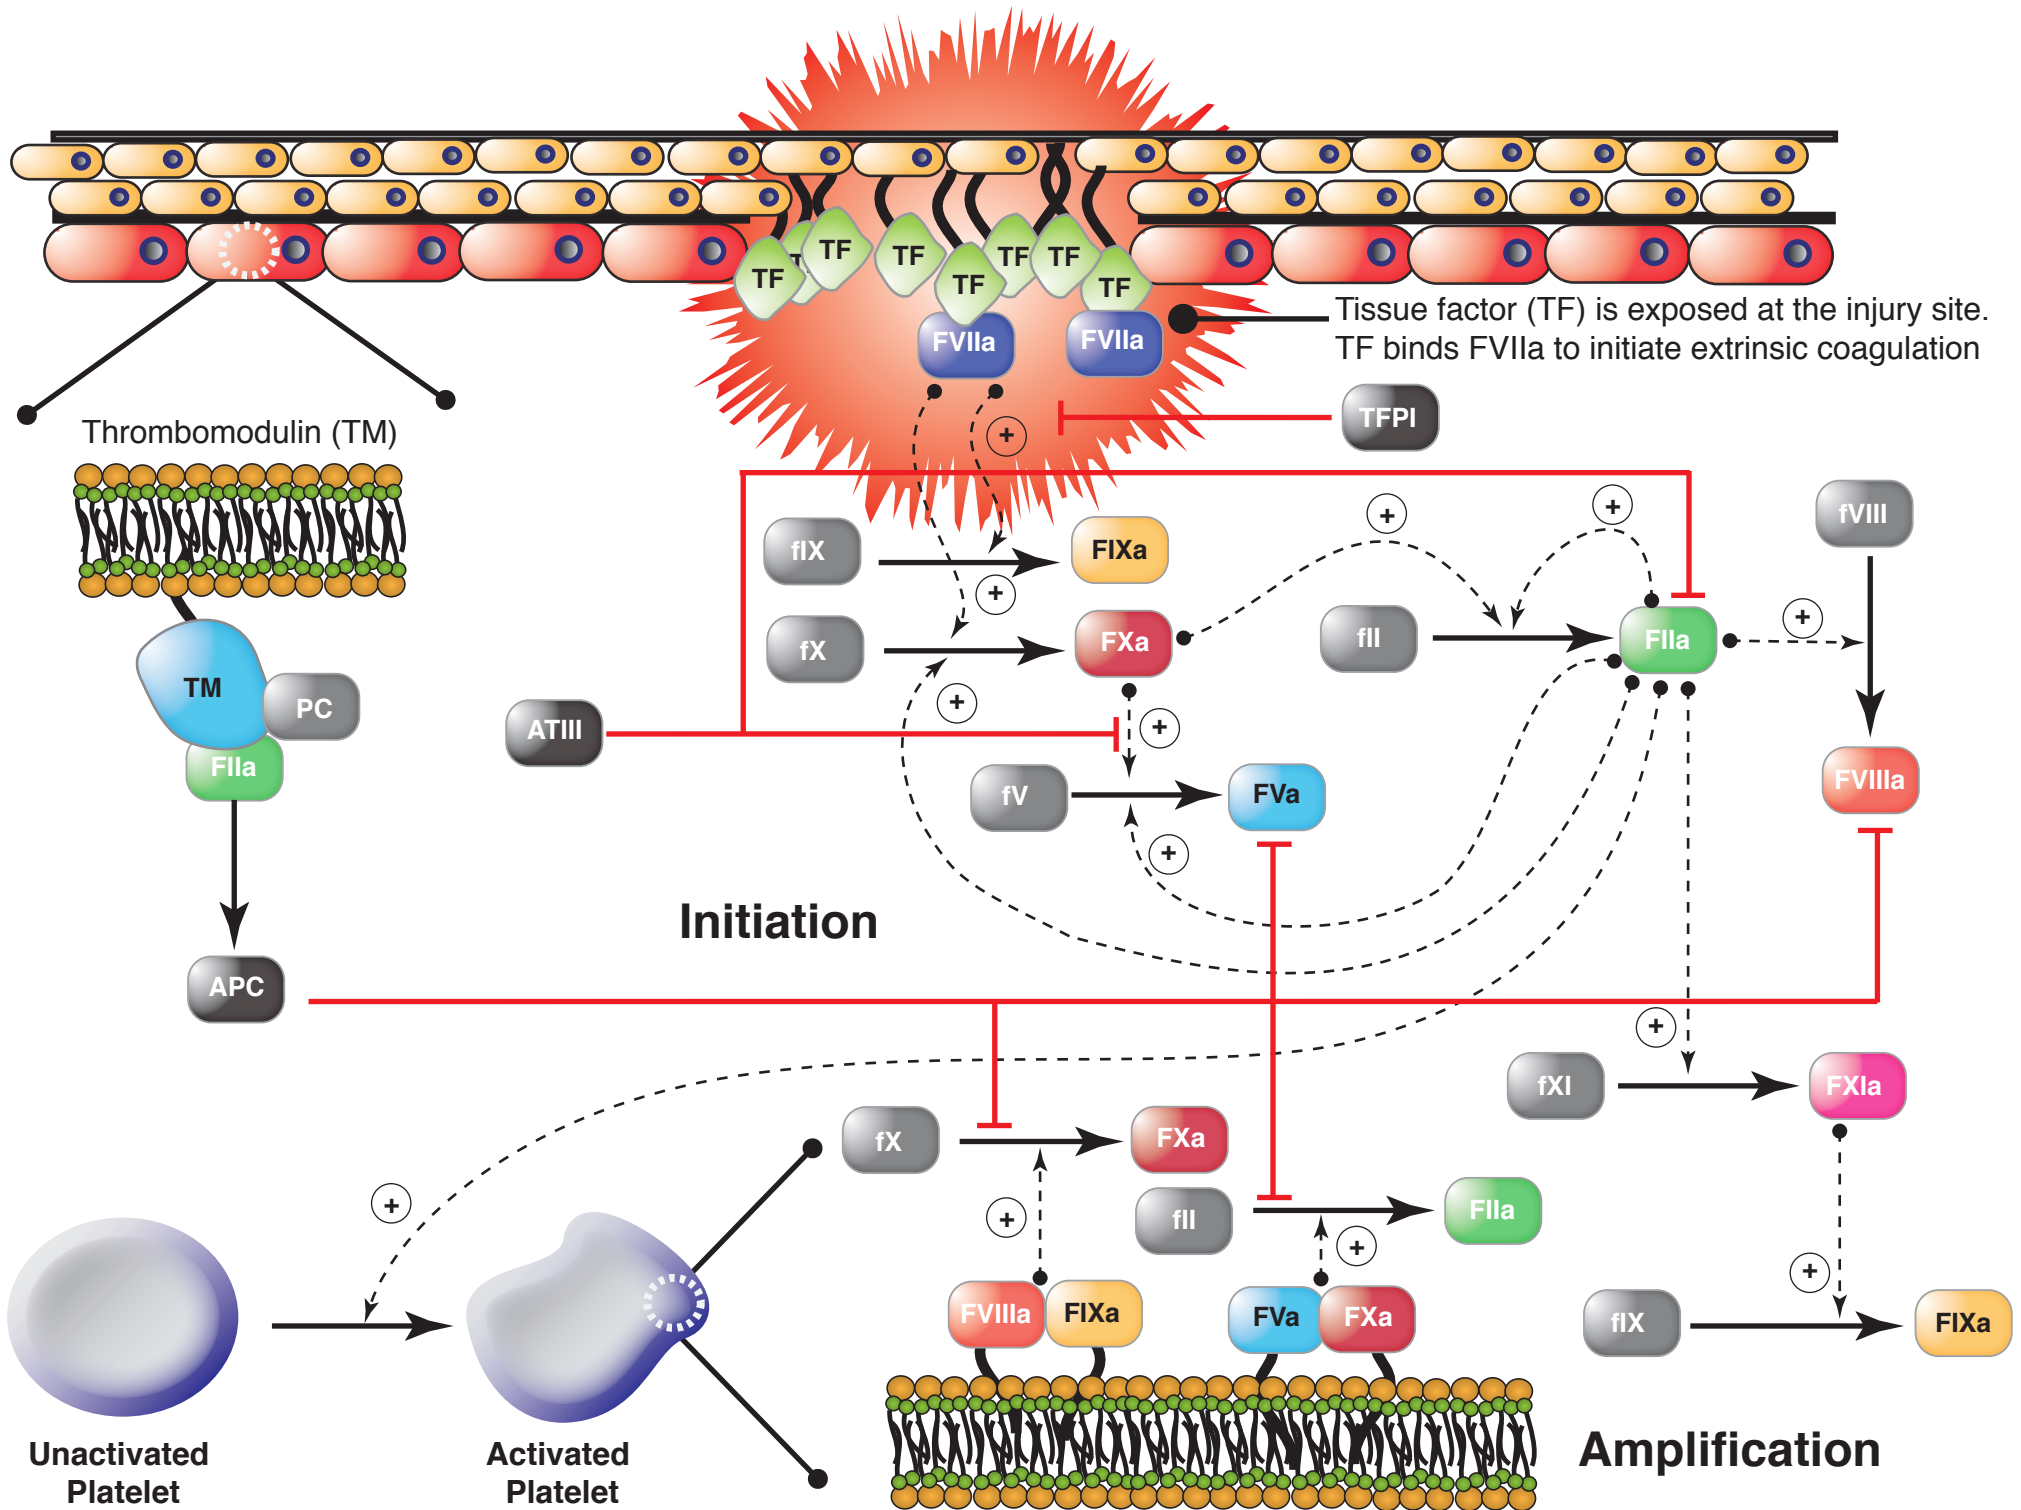 TF
TF
TF
TF
TF
TF
TF
FVIIa
FVIIa
Tissue factor (TF) is exposed at the injury site.
TF binds FVIIa to initiate extrinsic coagulation
TFPI
Thrombomodulin (TM)
+
fIX
FIXa
+
+
+
fVIII
fX
FXa
+
fII
FIIa
+
TM
PC
FIIa
ATIII
+
+
fV
FVa
+
FVIIIa
Initiation
APC
+
fXI
FXIa
fX
FXa
+
+
fII
FIIa
+
+
FVIIIa
FIXa
FVa
FXa
fIX
FIXa
Unactivated
Platelet
Activated
Platelet
Amplification